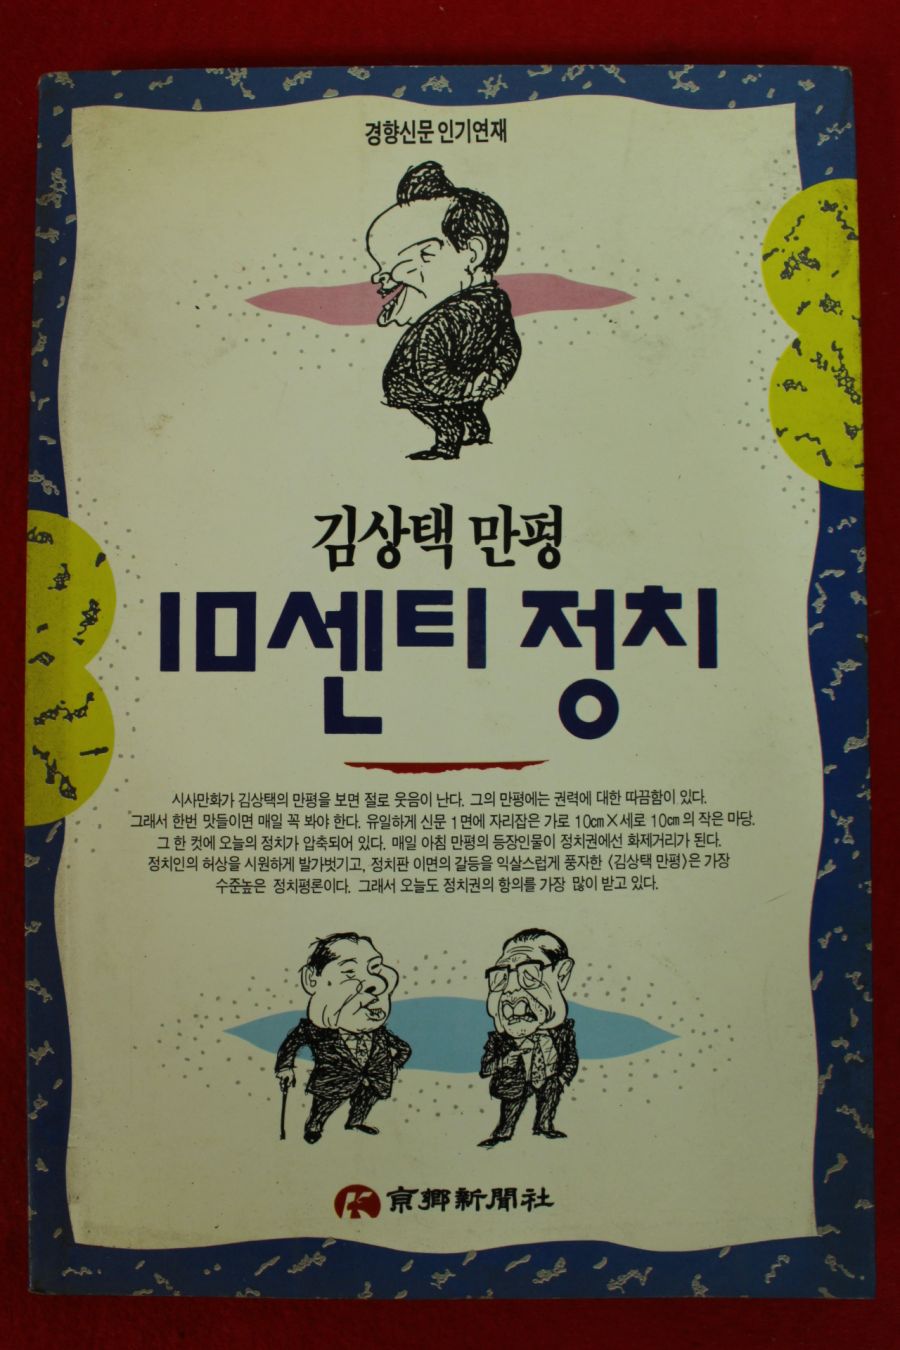 경향신문 인기연재
김상택 만평
10센티 정치
시사만화가 김상택의 만평을 보면 절로 웃음이 난다. 그의 만평에는 권력에 대한 따끔함이 있다.
그래서 한번 맛들이면 매일 꼭 봐야 한다. 유일하게 신문 1면에 자리잡은 가로 10㎝×세로 10㎝의 작은 마당.
그 한 컷에 오늘의 정치가 압축되어 있다. 매일 아침 만평의 등장인물이 정치권에선 화제거리가 된다.
정치인의 허상을 시원하게 발가벗기고, 정치판 이면의 갈등을 익살스럽게 풍자한 〈김상택 만평〉은 가장
수준높은 정치평론이다. 그래서 오늘도 정치권의 항의를 가장 많이 받고 있다.
京鄕新聞社